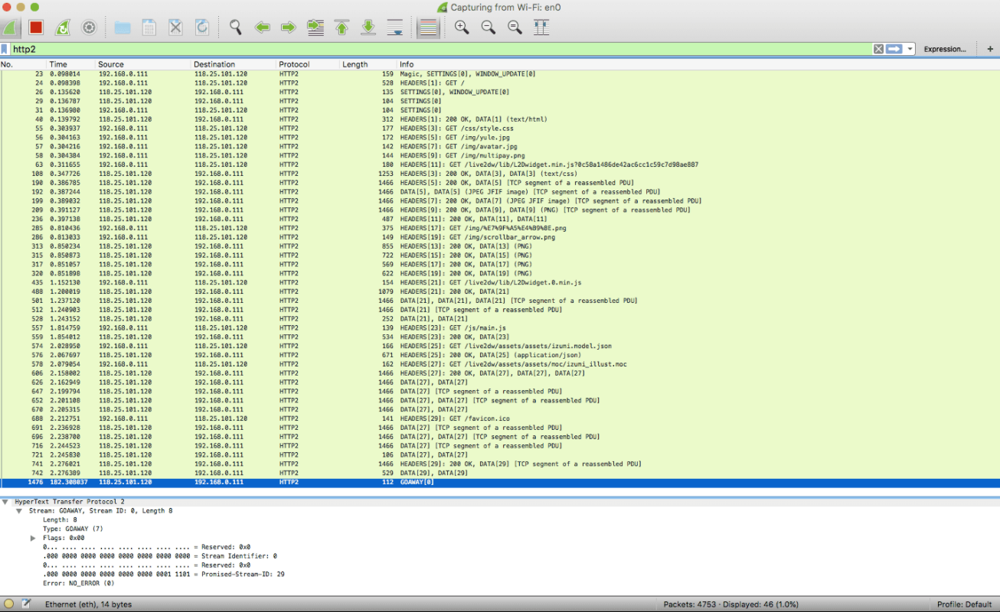 Capturing from Wi-Fi: en0
http2
Expression...
+
No. Time Source Destination Protocol Length Info
23 0.098014 192.168.0.111 118.25.101.120 HTTP2 159 Magic, SETTINGS[0], WINDOW_UPDATE[0]
24 0.098398 192.168.0.111 118.25.101.120 HTTP2 528 HEADERS[1]: GET /
26 0.135620 118.25.101.120 192.168.0.111 HTTP2 135 SETTINGS[0], WINDOW_UPDATE[0]
29 0.136787 118.25.101.120 192.168.0.111 HTTP2 104 SETTINGS[0]
31 0.136980 192.168.0.111 118.25.101.120 HTTP2 104 SETTINGS[0]
40 0.139792 118.25.101.120 192.168.0.111 HTTP2 312 HEADERS[1]: 200 OK, DATA[1] (text/html)
55 0.303937 192.168.0.111 118.25.101.120 HTTP2 177 HEADERS[3]: GET /css/style.css
56 0.304163 192.168.0.111 118.25.101.120 HTTP2 172 HEADERS[5]: GET /img/yule.jpg
57 0.304216 192.168.0.111 118.25.101.120 HTTP2 142 HEADERS[7]: GET /img/avatar.jpg
58 0.304384 192.168.0.111 118.25.101.120 HTTP2 144 HEADERS[9]: GET /img/multipay.png
63 0.311655 192.168.0.111 118.25.101.120 HTTP2 180 HEADERS[11]: GET /live2dw/lib/L2Dwidget.min.js?0c58a1486de42ac6cc1c59c7d98ae887
108 0.347726 118.25.101.120 192.168.0.111 HTTP2 1253 HEADERS[3]: 200 OK, DATA[3], DATA[3] (text/css)
190 0.386785 118.25.101.120 192.168.0.111 HTTP2 1466 HEADERS[5]: 200 OK, DATA[5] [TCP segment of a reassembled PDU]
192 0.387244 118.25.101.120 192.168.0.111 HTTP2 1466 DATA[5], DATA[5] (JPEG JFIF image) [TCP segment of a reassembled PDU]
199 0.389032 118.25.101.120 192.168.0.111 HTTP2 1466 HEADERS[7]: 200 OK, DATA[7] (JPEG JFIF image) [TCP segment of a reassembled PDU]
209 0.391127 118.25.101.120 192.168.0.111 HTTP2 1466 HEADERS[9]: 200 OK, DATA[9], DATA[9] (PNG) [TCP segment of a reassembled PDU]
236 0.397138 118.25.101.120 192.168.0.111 HTTP2 487 HEADERS[11]: 200 OK, DATA[11], DATA[11]
285 0.810436 192.168.0.111 118.25.101.120 HTTP2 375 HEADERS[17]: GET /img/%E7%9F%A5%E4%B9%8E.png
286 0.813033 192.168.0.111 118.25.101.120 HTTP2 149 HEADERS[19]: GET /img/scrollbar_arrow.png
313 0.850234 118.25.101.120 192.168.0.111 HTTP2 855 HEADERS[13]: 200 OK, DATA[13] (PNG)
315 0.850873 118.25.101.120 192.168.0.111 HTTP2 722 HEADERS[15]: 200 OK, DATA[15] (PNG)
317 0.851057 118.25.101.120 192.168.0.111 HTTP2 569 HEADERS[17]: 200 OK, DATA[17] (PNG)
320 0.851898 118.25.101.120 192.168.0.111 HTTP2 622 HEADERS[19]: 200 OK, DATA[19] (PNG)
435 1.152130 192.168.0.111 118.25.101.120 HTTP2 154 HEADERS[21]: GET /live2dw/lib/L2Dwidget.0.min.js
488 1.200019 118.25.101.120 192.168.0.111 HTTP2 1079 HEADERS[21]: 200 OK, DATA[21]
501 1.237120 118.25.101.120 192.168.0.111 HTTP2 1466 DATA[21], DATA[21], DATA[21] [TCP segment of a reassembled PDU]
512 1.240903 118.25.101.120 192.168.0.111 HTTP2 1466 DATA[21] [TCP segment of a reassembled PDU]
528 1.243152 118.25.101.120 192.168.0.111 HTTP2 252 DATA[21], DATA[21]
557 1.814759 192.168.0.111 118.25.101.120 HTTP2 139 HEADERS[23]: GET /js/main.js
559 1.854012 118.25.101.120 192.168.0.111 HTTP2 534 HEADERS[23]: 200 OK, DATA[23]
574 2.028950 192.168.0.111 118.25.101.120 HTTP2 166 HEADERS[25]: GET /live2dw/assets/assets/izumi.model.json
576 2.067697 118.25.101.120 192.168.0.111 HTTP2 671 HEADERS[25]: 200 OK, DATA[25] (application/json)
578 2.079054 192.168.0.111 118.25.101.120 HTTP2 162 HEADERS[27]: GET /live2dw/assets/assets/moc/izumi_illust.moc
606 2.158002 118.25.101.120 192.168.0.111 HTTP2 1466 HEADERS[27]: 200 OK, DATA[27], DATA[27], DATA[27]
626 2.162949 118.25.101.120 192.168.0.111 HTTP2 1466 DATA[27], DATA[27]
647 2.199794 118.25.101.120 192.168.0.111 HTTP2 1466 DATA[27] [TCP segment of a reassembled PDU]
652 2.201108 118.25.101.120 192.168.0.111 HTTP2 1466 DATA[27], DATA[27] [TCP segment of a reassembled PDU]
670 2.205315 118.25.101.120 192.168.0.111 HTTP2 1466 DATA[27], DATA[27]
688 2.212751 192.168.0.111 118.25.101.120 HTTP2 141 HEADERS[29]: GET /favicon.ico
691 2.236928 118.25.101.120 192.168.0.111 HTTP2 1466 DATA[27] [TCP segment of a reassembled PDU]
696 2.238700 118.25.101.120 192.168.0.111 HTTP2 1466 DATA[27], DATA[27] [TCP segment of a reassembled PDU]
716 2.244523 118.25.101.120 192.168.0.111 HTTP2 1466 DATA[27] [TCP segment of a reassembled PDU]
721 2.245830 118.25.101.120 192.168.0.111 HTTP2 106 DATA[27], DATA[27]
741 2.276021 118.25.101.120 192.168.0.111 HTTP2 1466 HEADERS[29]: 200 OK, DATA[29] [TCP segment of a reassembled PDU]
742 2.276389 118.25.101.120 192.168.0.111 HTTP2 529 DATA[29], DATA[29]
1476 182.308037 118.25.101.120 192.168.0.111 HTTP2 112 GOAWAY[0]
HyperText Transfer Protocol 2
Stream: GOAWAY, Stream ID: 0, Length 8
Length: 8
Type: GOAWAY (7)
Flags: 0x00
0... .... .... .... .... .... .... .... = Reserved: 0x0
.000 0000 0000 0000 0000 0000 0000 0000 = Stream Identifier: 0
0... .... .... .... .... .... .... .... = Reserved: 0x0
.000 0000 0000 0000 0000 0000 0001 1101 = Promised-Stream-ID: 29
Error: NO_ERROR (0)
Ethernet (eth), 14 bytes
Packets: 4753 · Displayed: 46 (1.0%)
Profile: Default